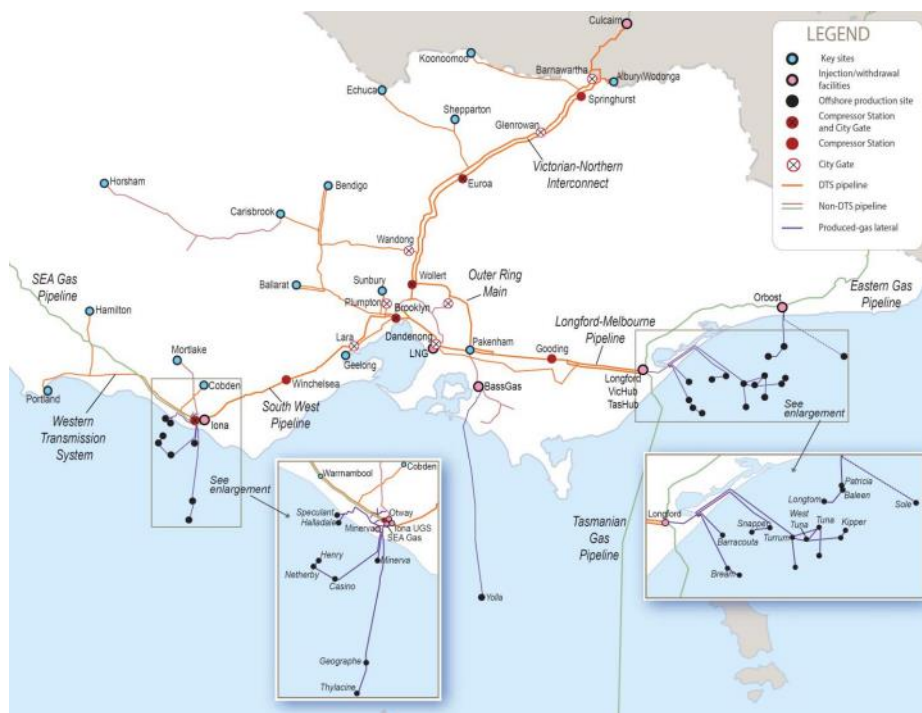 Culcairn
LEGEND
Key sites
Injection/withdrawal
facilities
Offshore production site
Compressor Station
and City Gate
Compressor Station
City Gate
DTS pipeline
Non-DTS pipeline
Produced-gas lateral
Koonoomod
Barnawartha
Albury/Wodonga
Echuca
Springhurst
Shepparton
Glenrowan
Victorian-Northern
Interconnect
Euroa
Horsham
Bendigo
Carisbrook
Wandong
SEA Gas
Pipeline
Hamilton
Ballarat
Sunbury
Plumpton
Wollert
Outer Ring
Main
Brooklyn
Eastern Gas
Pipeline
Orbost
Mortlake
Lara
Geelong
Dandenong
LNG
Pakenham
Longford-Melbourne
Pipeline
Gooding
Longford
VicHub
TasHub
Portland
Cobden
Winchelsea
BassGas
Iona
South West
Pipeline
Western
Transmission
System
See
enlargement
See
enlargement
Tasmanian
Gas
Pipeline
Yolla
Warrnambool
Cobden
Speculant
Halladale
Otway
Minerva
Iona UGS
SEA Gas
Henry
Minerva
Netherby
Casino
Geographe
Thylacine
Longford
Patricia
Baleen
Longtom
Sole
Snapper
West
Tuna
Tuna
Kipper
Barracouta
Turrum
Bream